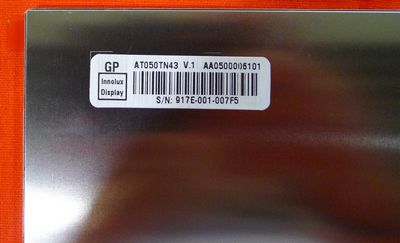 GP AT050TN43 V.1 AA0500006101
Innolux
Display
S/N: 917E-001-007F5